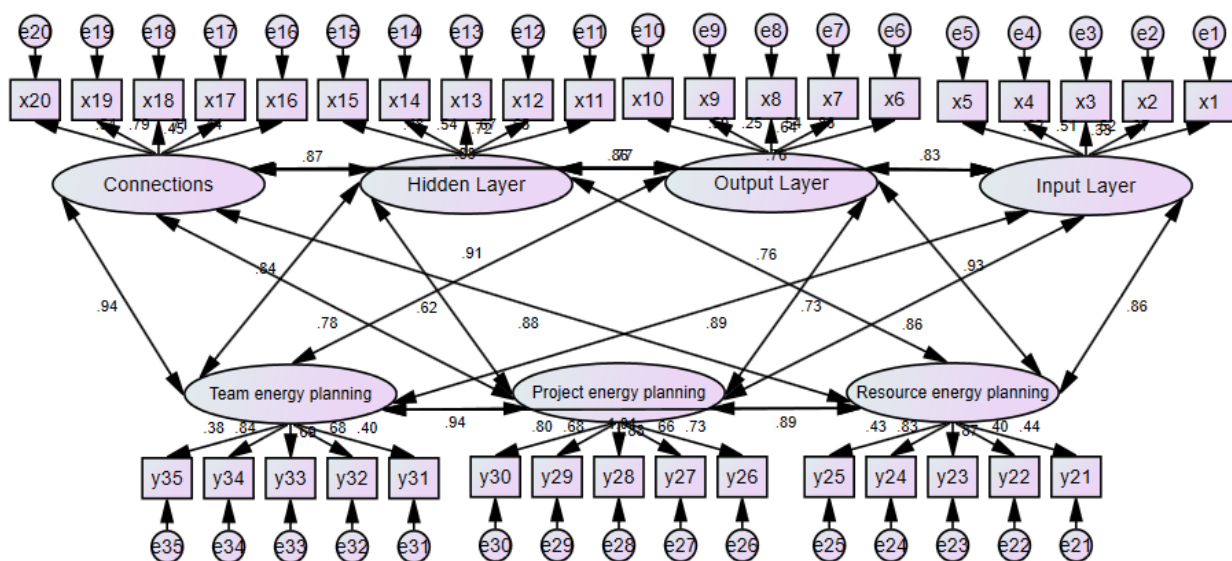 e20 e19 e18 e17 e16 e15 e14 e13 e12 e11 e10 e9 e8 e7 e6 e5 e4 e3 e2 e1
x20 x19 x18 x17 x16 x15 x14 x13 x12 x11 x10 x9 x8 x7 x6 x5 x4 x3 x2 x1
.79 .45 .54 .72 .25 .64 .51
.87 .76 .83
Connections Hidden Layer Output Layer Input Layer
.84 .91 .76 .93
.94 .62 .73 .86
.78 .88 .89 .86
Team energy planning Project energy planning Resource energy planning
.94 .89
.38 .84 .68 .40 .80 .68 .66 .73 .43 .83 .87 .40 .44
y35 y34 y33 y32 y31 y30 y29 y28 y27 y26 y25 y24 y23 y22 y21
e35 e34 e33 e32 e31 e30 e29 e28 e27 e26 e25 e24 e23 e22 e21